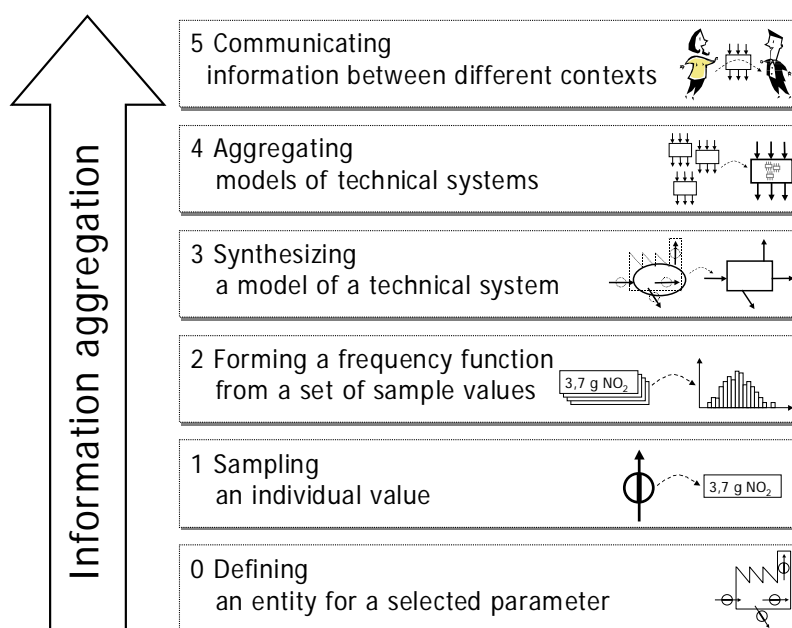 5 Communicating
information between different contexts
4 Aggregating
models of technical systems
3 Synthesizing
a model of a technical system
2 Forming a frequency function
from a set of sample values
3,7 g NO₂
1 Sampling
an individual value
3,7 g NO₂
0 Defining
an entity for a selected parameter
Information aggregation